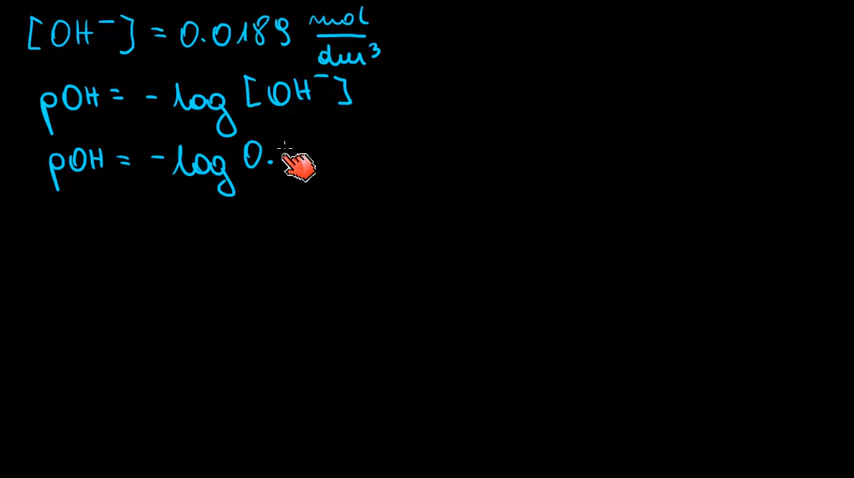 [OH⁻] = 0.0189 mol/dm³
pOH = - log [OH⁻]
pOH = - log 0.